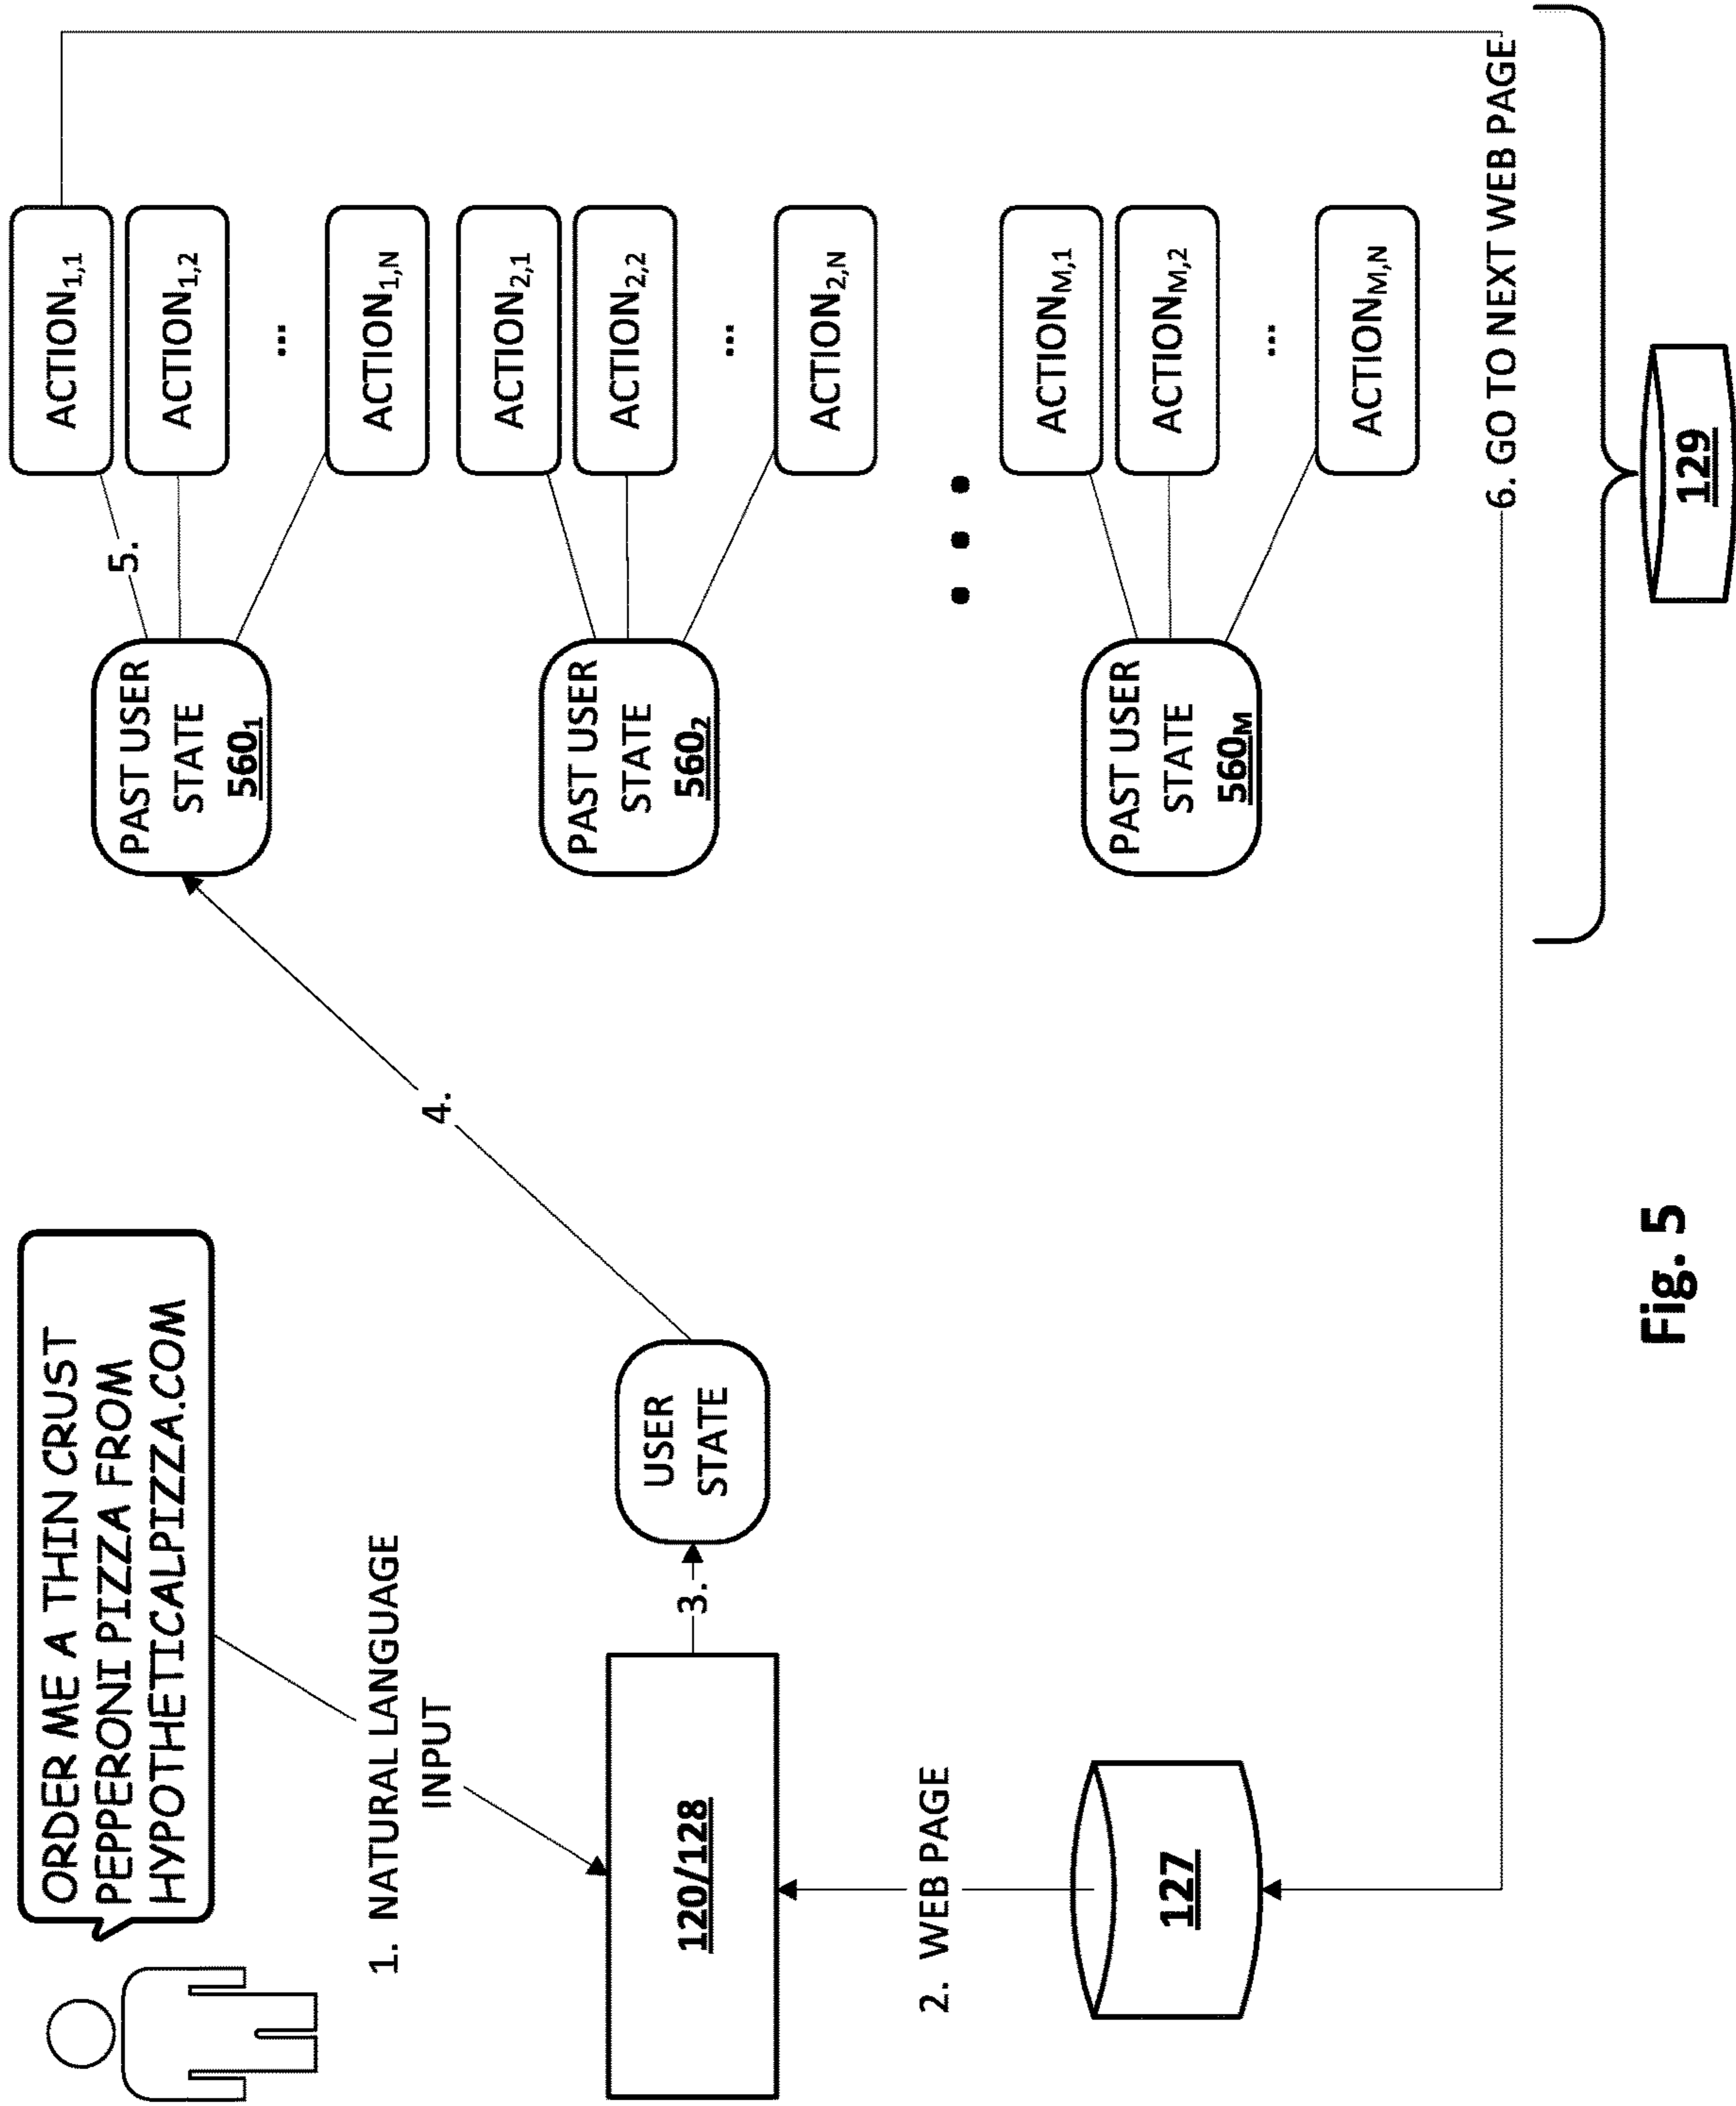 ORDER ME A THIN CRUST
PEPPERONI PIZZA FROM
HYPOTHETICALPIZZA.COM
1. NATURAL LANGUAGE
INPUT
120/128
2. WEB PAGE
127
3.
USER
STATE
4.
PAST USER
STATE
560₁
5.
ACTION₁,₁
ACTION₁,₂
...
ACTION₁,N
PAST USER
STATE
560₂
ACTION₂,₁
ACTION₂,₂
...
ACTION₂,N
• • •
PAST USER
STATE
560M
ACTIONM,₁
ACTIONM,₂
...
ACTIONM,N
6. GO TO NEXT WEB PAGE
129
Fig. 5